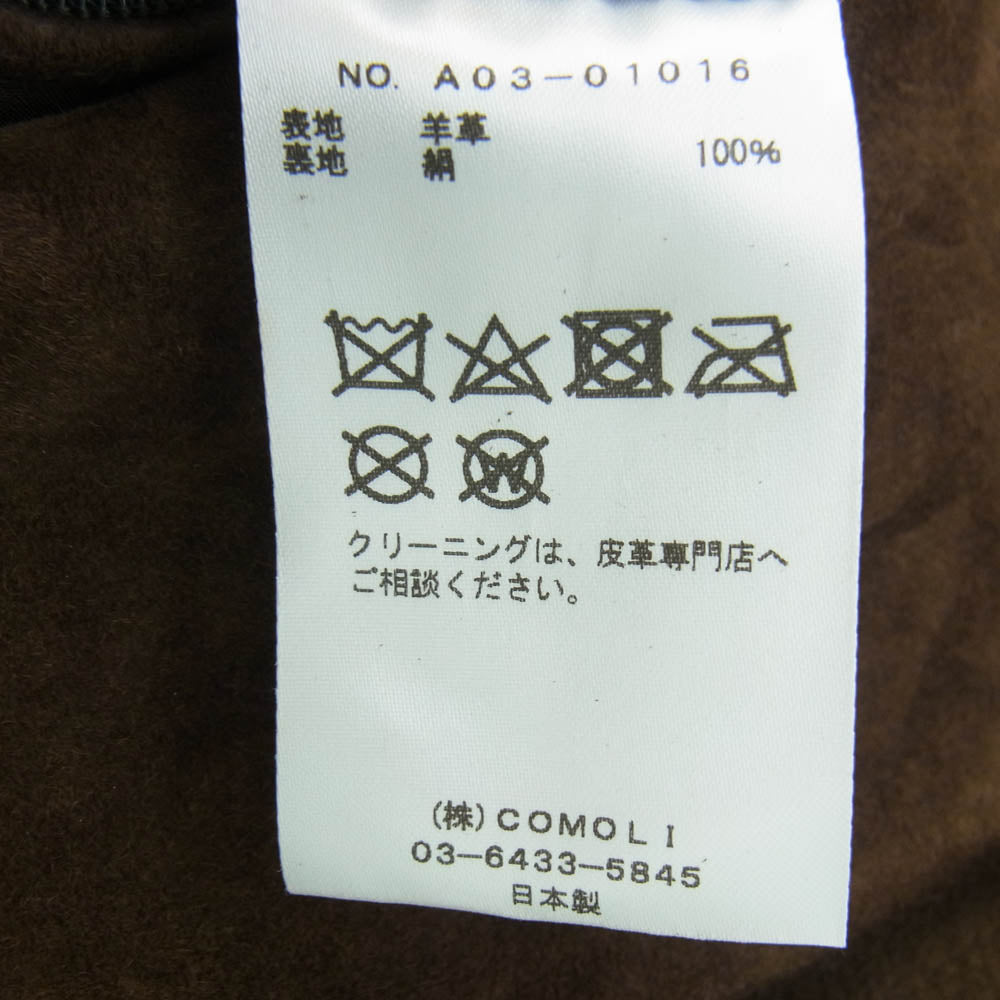 NO. A03-01016
表地 羊革
裏地 絹 100%
W
クリーニングは、皮革専門店へ
ご相談ください。
(株)COMOLI
03-6433-5845
日本製